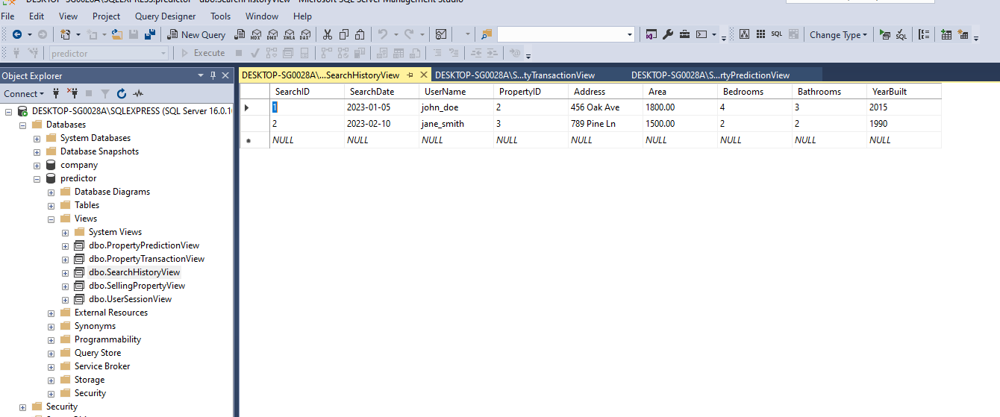 DESKTOP-SG0028A\SQLEXPRESS.predictor - dbo.SearchHistoryView - Microsoft SQL Server Management Studio
File Edit View Project Query Designer Tools Window Help
New Query MDX DMX XMLA DAX SQL Change Type SQL
predictor Execute
Object Explorer
Connect
DESKTOP-SG0028A\SQLEXPRESS (SQL Server 16.0.10
Databases
System Databases
Database Snapshots
company
predictor
Database Diagrams
Tables
Views
System Views
dbo.PropertyPredictionView
dbo.PropertyTransactionView
dbo.SearchHistoryView
dbo.SellingPropertyView
dbo.UserSessionView
External Resources
Synonyms
Programmability
Query Store
Service Broker
Storage
Security
Security
DESKTOP-SG0028A\...SearchHistoryView DESKTOP-SG0028A\S...tyTransactionView DESKTOP-SG0028A\S...rtyPredictionView
SearchID SearchDate UserName PropertyID Address Area Bedrooms Bathrooms YearBuilt
1 2023-01-05 john_doe 2 456 Oak Ave 1800.00 4 3 2015
2 2023-02-10 jane_smith 3 789 Pine Ln 1500.00 2 2 1990
NULL NULL NULL NULL NULL NULL NULL NULL NULL